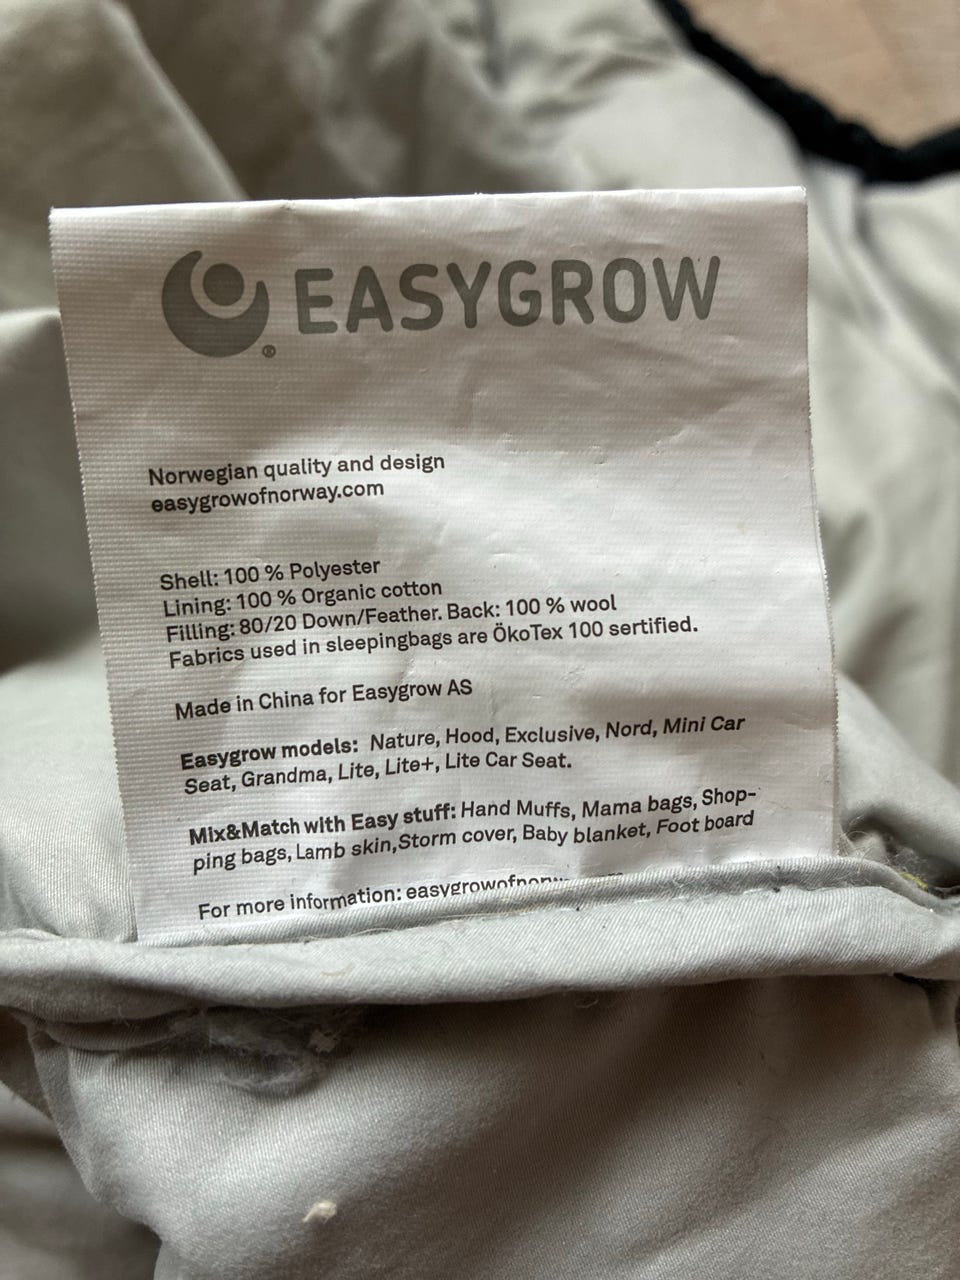 EASYGROW
®
Norwegian quality and design
easygrowofnorway.com
Shell: 100 % Polyester
Lining: 100 % Organic cotton
Filling: 80/20 Down/Feather. Back: 100 % wool
Fabrics used in sleepingbags are ÖkoTex 100 sertified.
Made in China for Easygrow AS
Easygrow models: Nature, Hood, Exclusive, Nord, Mini Car
Seat, Grandma, Lite, Lite+, Lite Car Seat.
Mix&Match with Easy stuff: Hand Muffs, Mama bags, Shop-
ping bags, Lamb skin,Storm cover, Baby blanket, Foot board
For more information: